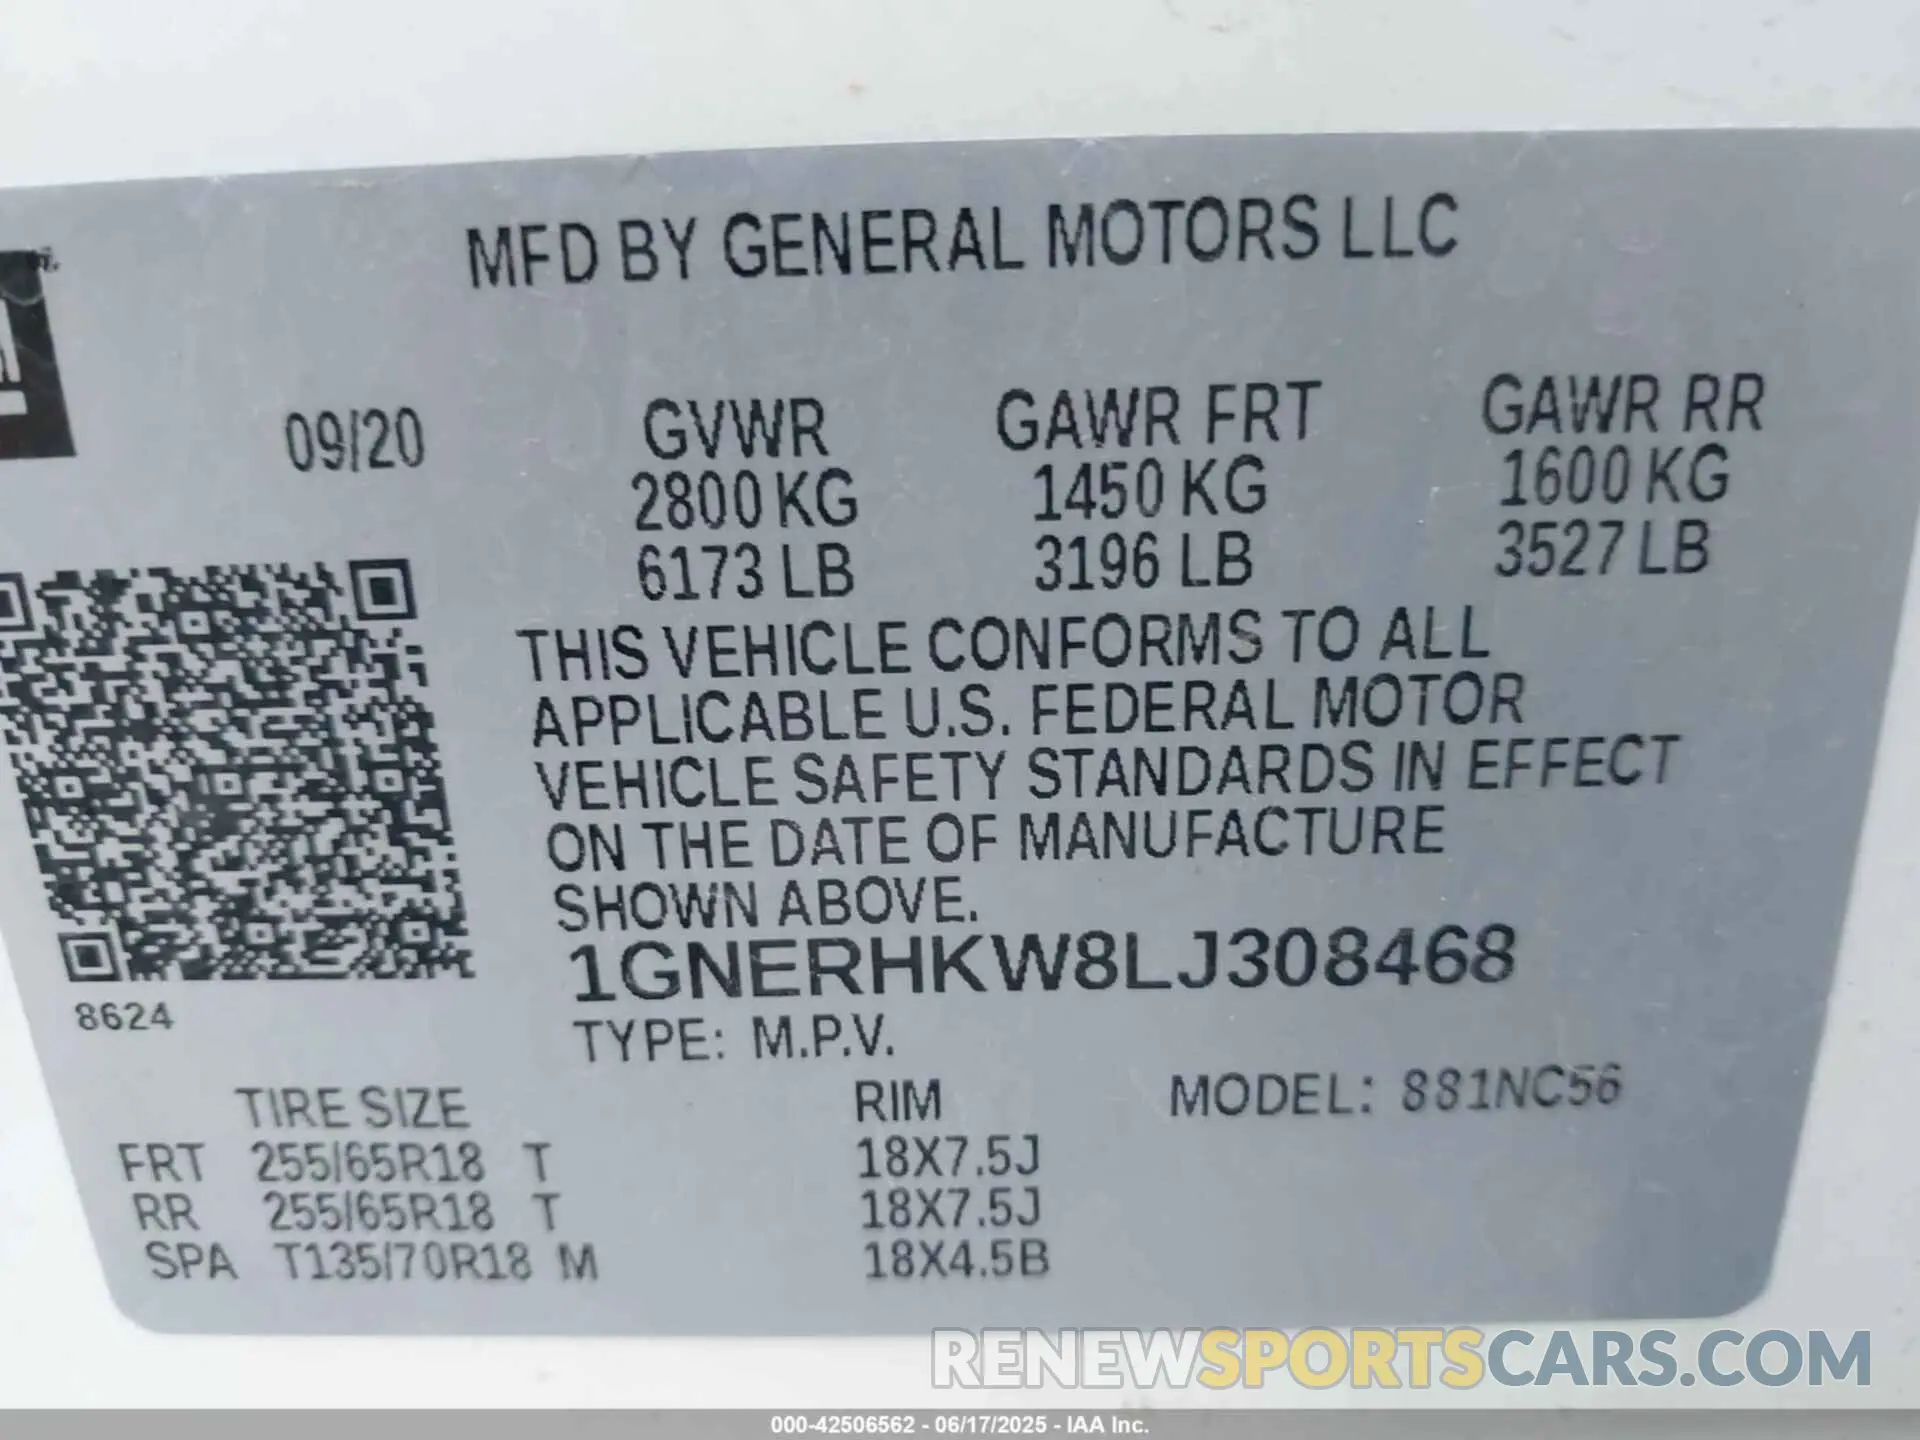 MFD BY GENERAL MOTORS LLC
09/20 GVWR GAWR FRT GAWR RR
2800 KG 1450 KG 1600 KG
6173 LB 3196 LB 3527 LB
THIS VEHICLE CONFORMS TO ALL
APPLICABLE U.S. FEDERAL MOTOR
VEHICLE SAFETY STANDARDS IN EFFECT
ON THE DATE OF MANUFACTURE
SHOWN ABOVE.
1GNERHKW8LJ308468
8624
TYPE: M.P.V.
TIRE SIZE RIM MODEL: 881NC56
FRT 255/65R18 T 18X7.5J
RR 255/65R18 T 18X7.5J
SPA T135/70R18 M 18X4.5B
RENEWSPORTSCARS.COM
000-42506562 - 06/17/2025 - IAA Inc.